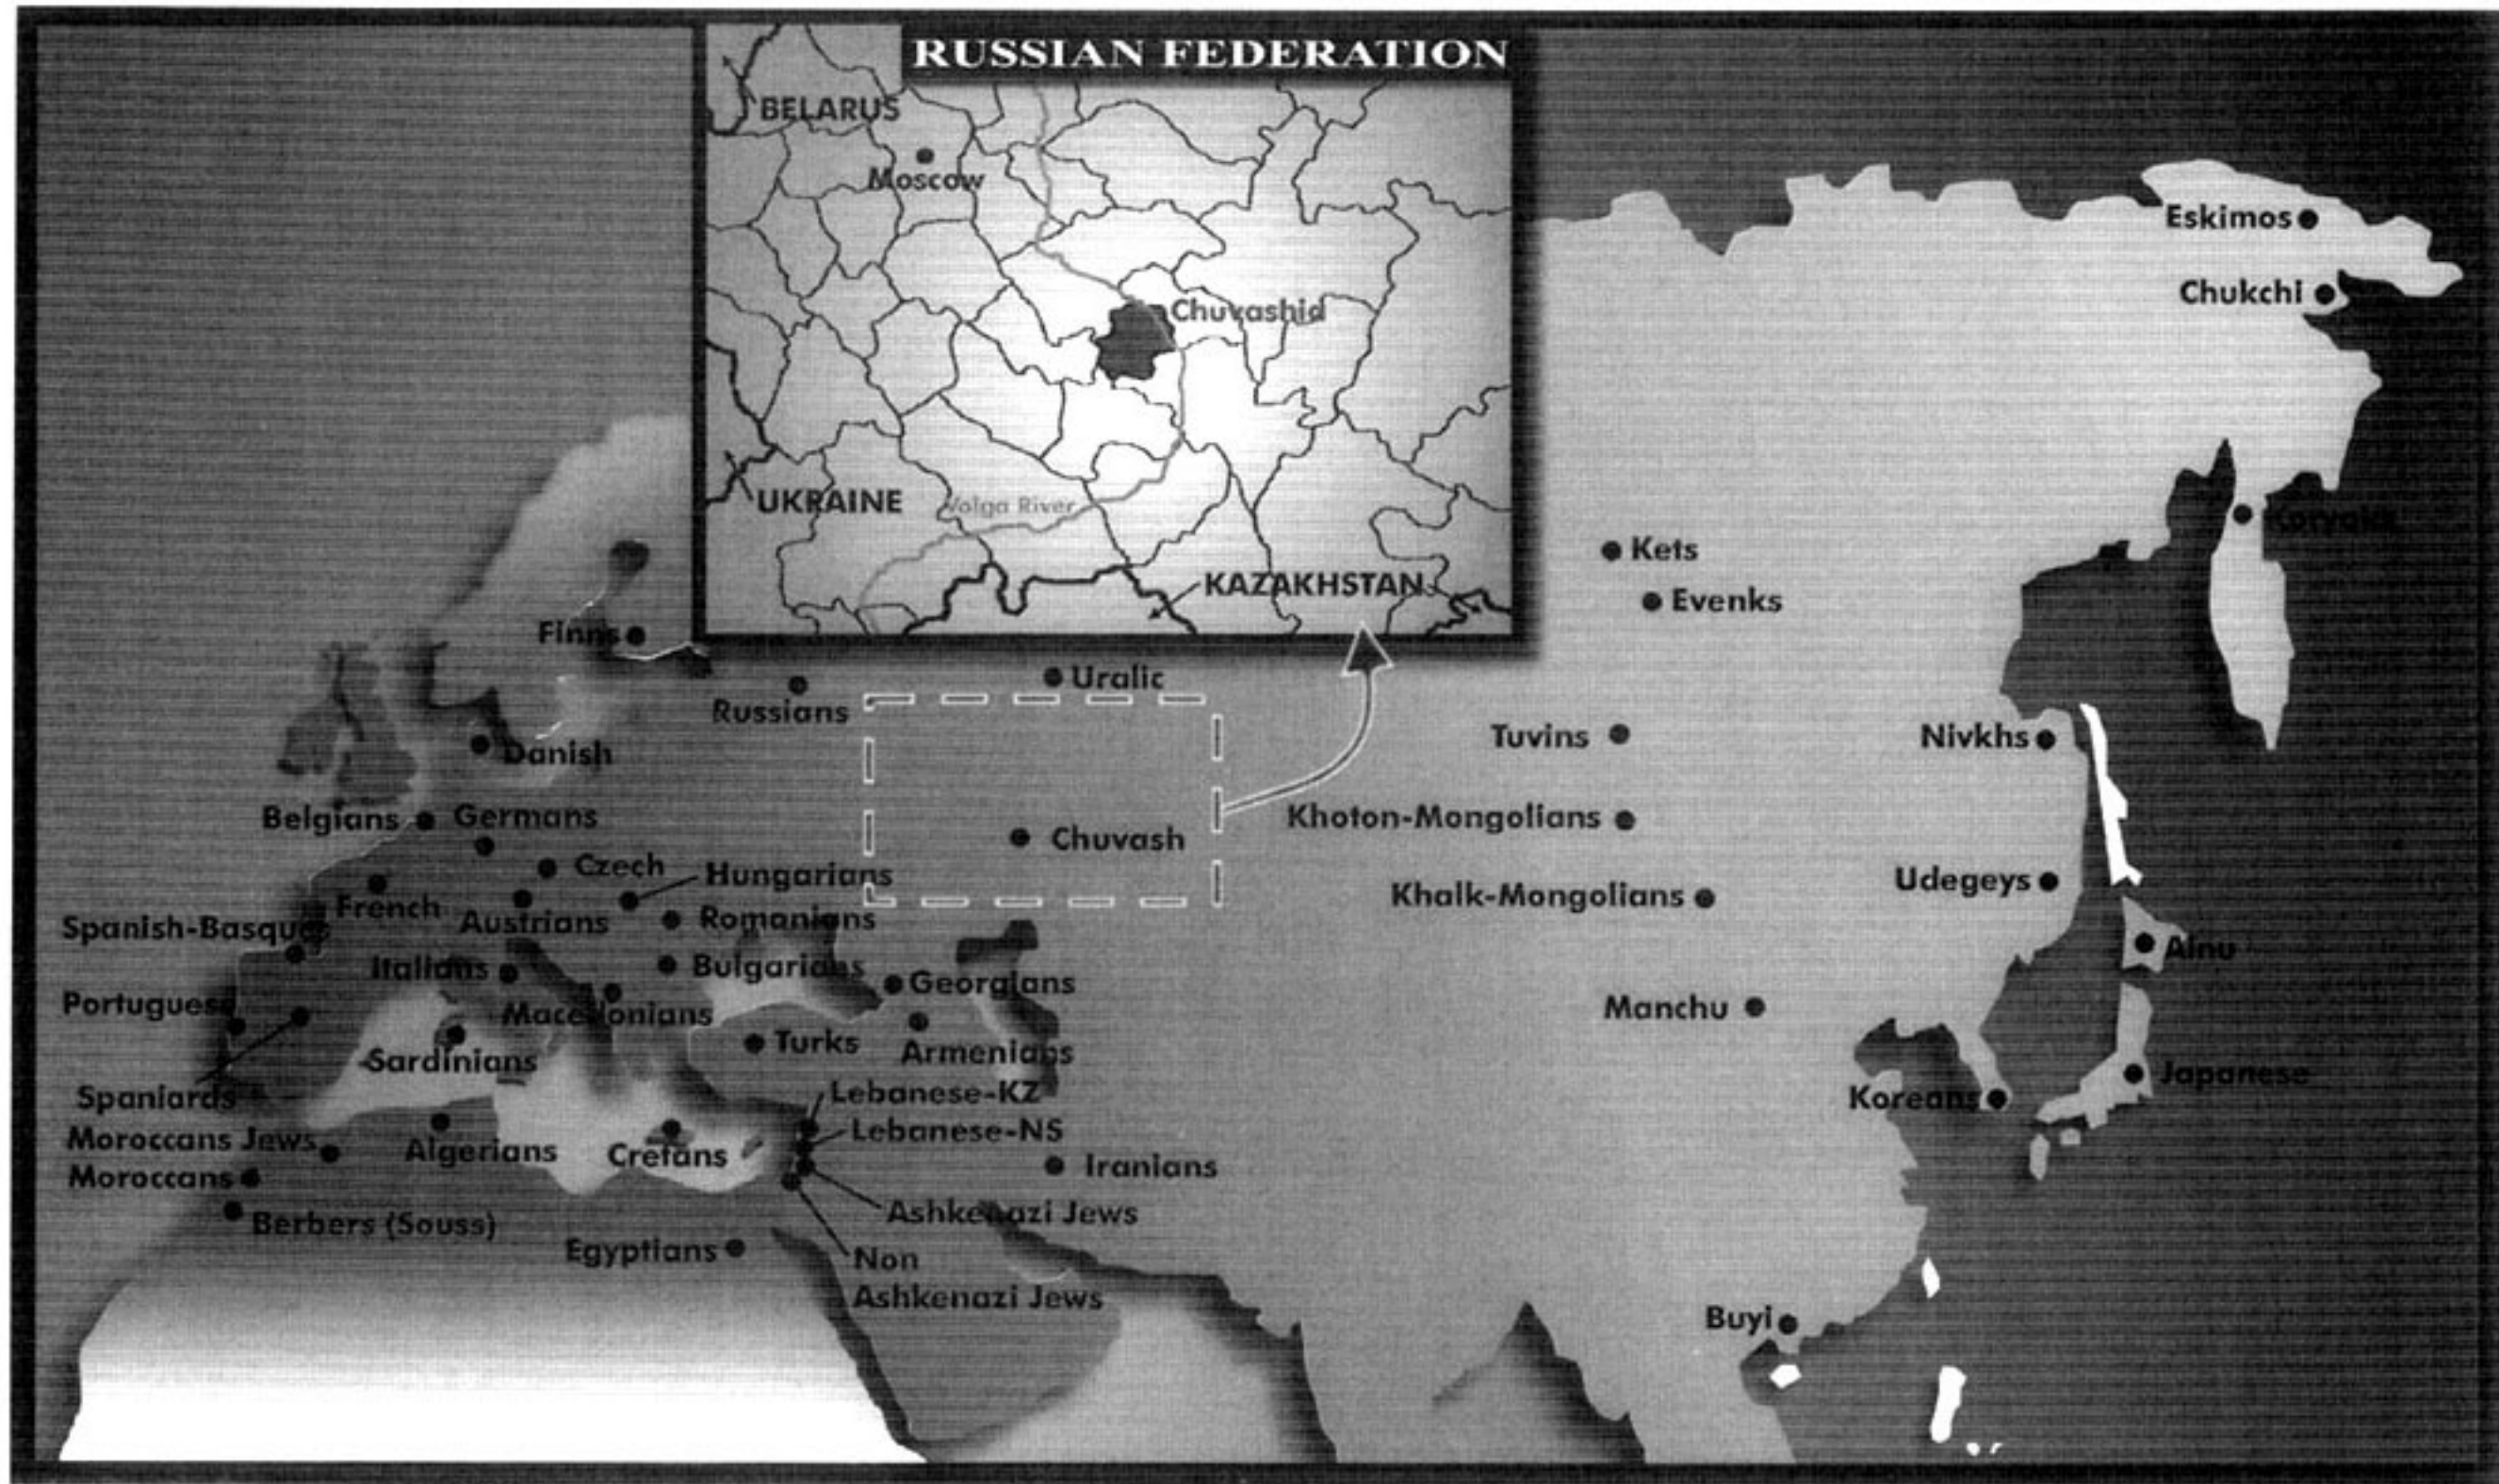 RUSSIAN FEDERATION
BELARUS
Moscow
Chuvashid
UKRAINE
Volga River
KAZAKHSTAN
Eskimos
Chukchi
Kets
Evenks
Finns
Uralic
Russians
Danish
Tuvins
Nivkhs
Belgians
Germans
Khoton-Mongolians
Chuvash
Czech
Hungarians
Udegeys
French
Austrians
Khalk-Mongolians
Romanians
Spanish-Basques
Ainu
Italians
Bulgarians
Georgians
Portuguese
Macedonians
Manchu
Turks
Armenians
Sardinians
Japanese
Spaniards
Lebanese-KZ
Koreans
Moroccans Jews
Lebanese-NS
Algerians
Cretans
Iranians
Moroccans
Ashkenazi Jews
Berbers (Souss)
Egyptians
Non
Ashkenazi Jews
Buyi